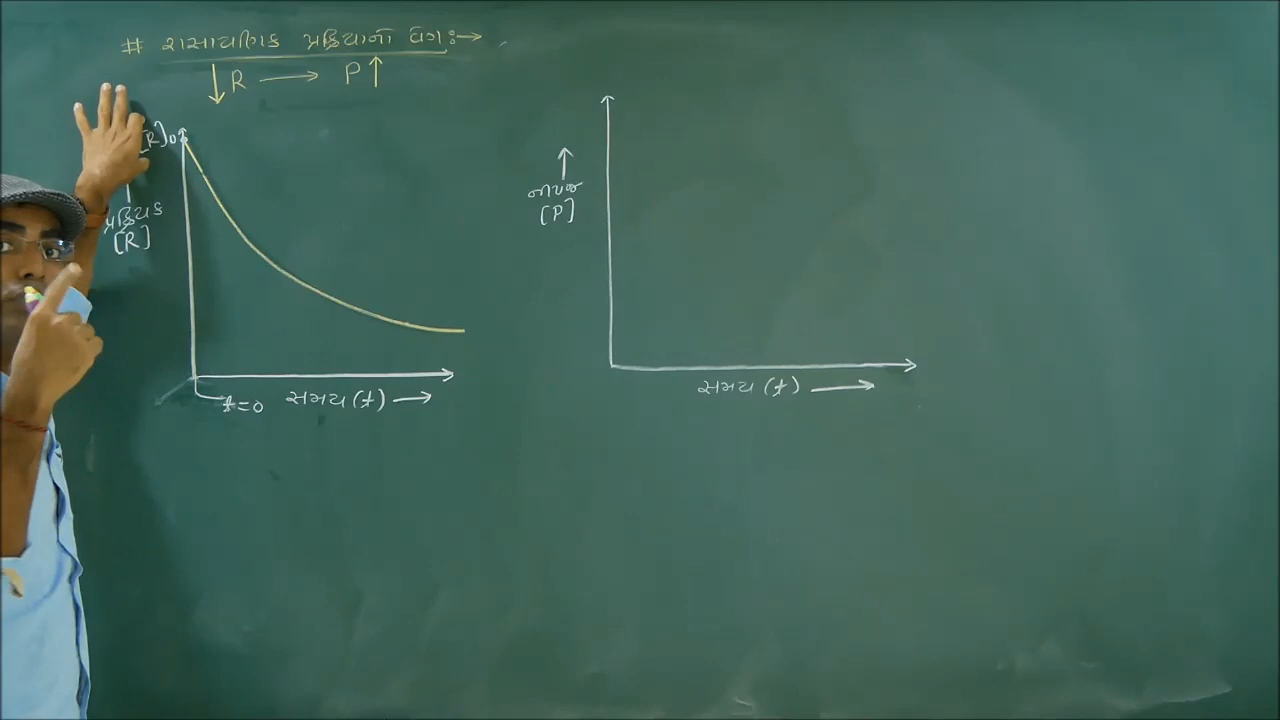 # રાસાયણિક પ્રક્રિયાનો વેગ :→
↓R ⟶ P↑
[R]₀
પ્રક્રિયક
[R]
t=0 સમય (t) ⟶
↑
નીપજ
[P]
સમય (t) ⟶